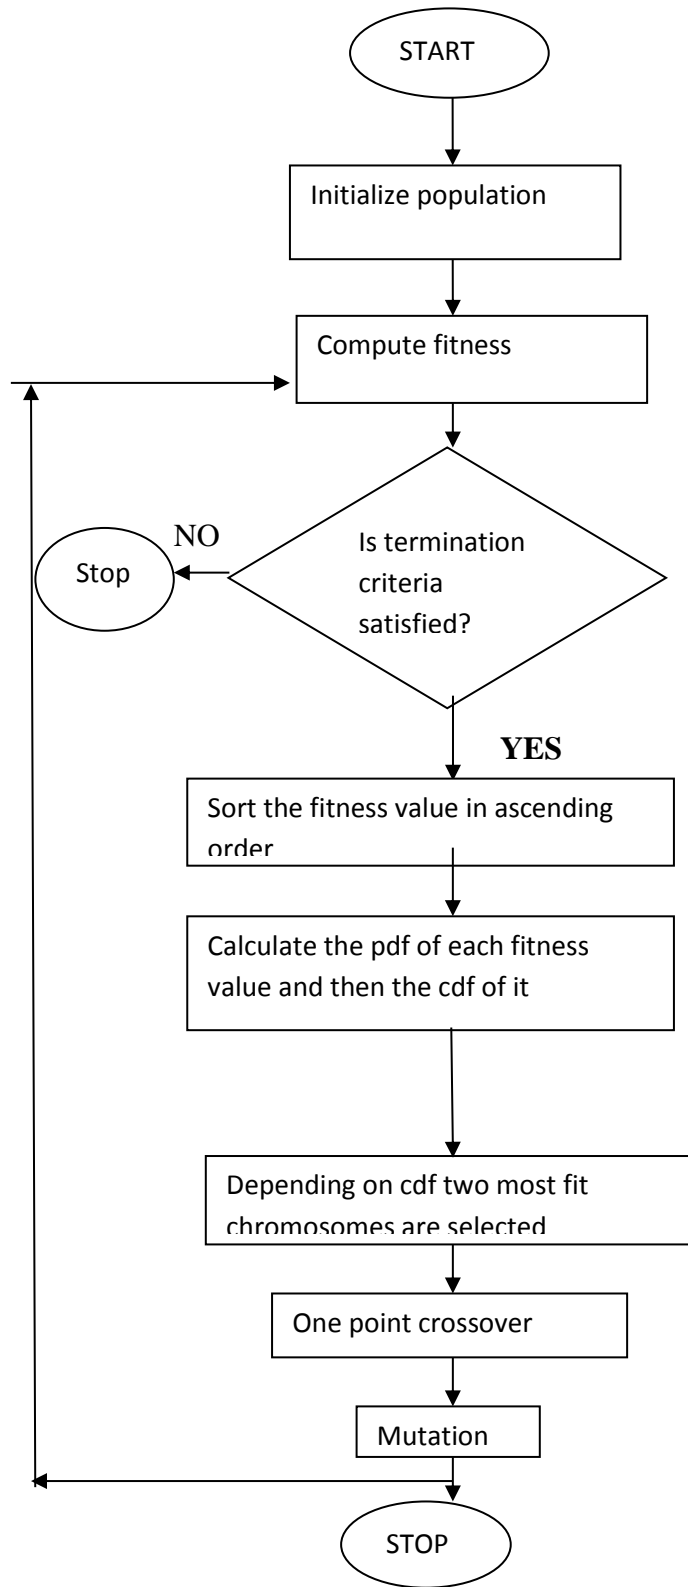 START
Initialize population
Compute fitness
NO
Stop
Is termination
criteria
satisfied?
YES
Sort the fitness value in ascending
order
Calculate the pdf of each fitness
value and then the cdf of it
Depending on cdf two most fit
chromosomes are selected
One point crossover
Mutation
STOP